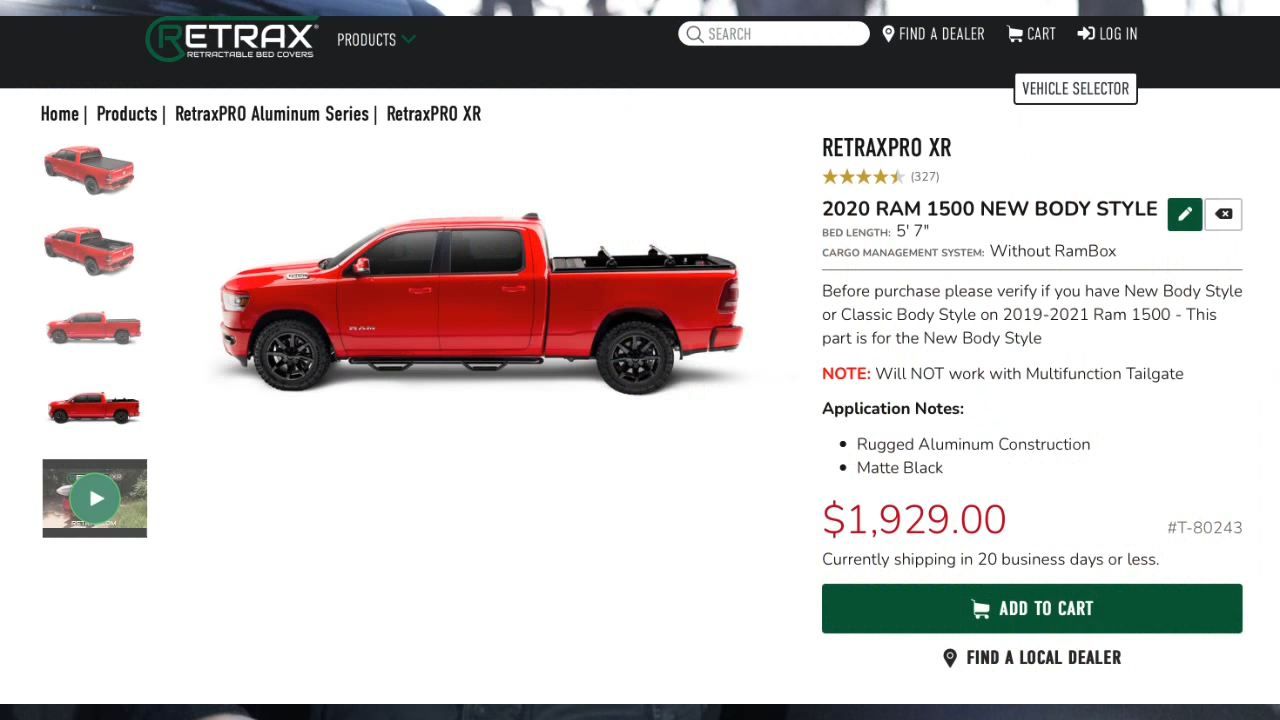 RETRAX®
RETRACTABLE BED COVERS
PRODUCTS
SEARCH
FIND A DEALER
CART
LOG IN
VEHICLE SELECTOR
Home | Products | RetraxPRO Aluminum Series | RetraxPRO XR
RETRAXPRO XR
(327)
2020 RAM 1500 NEW BODY STYLE
BED LENGTH: 5' 7"
CARGO MANAGEMENT SYSTEM: Without RamBox
Before purchase please verify if you have New Body Style
or Classic Body Style on 2019-2021 Ram 1500 - This
part is for the New Body Style
NOTE: Will NOT work with Multifunction Tailgate
Application Notes:
Rugged Aluminum Construction
Matte Black
$1,929.00
#T-80243
Currently shipping in 20 business days or less.
ADD TO CART
FIND A LOCAL DEALER
RAM